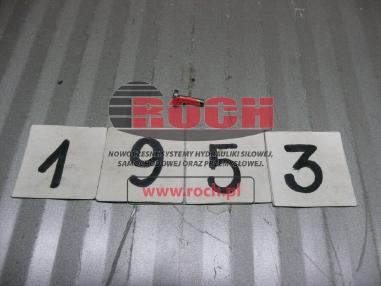 ROCH
NOWOCZESNE SYSTEMY HYDRAULIKI SIŁOWEJ,
SAMOCHODOWEJ ORAZ PRZEMYSŁOWEJ.
1 9 5 3
www.roch.pl